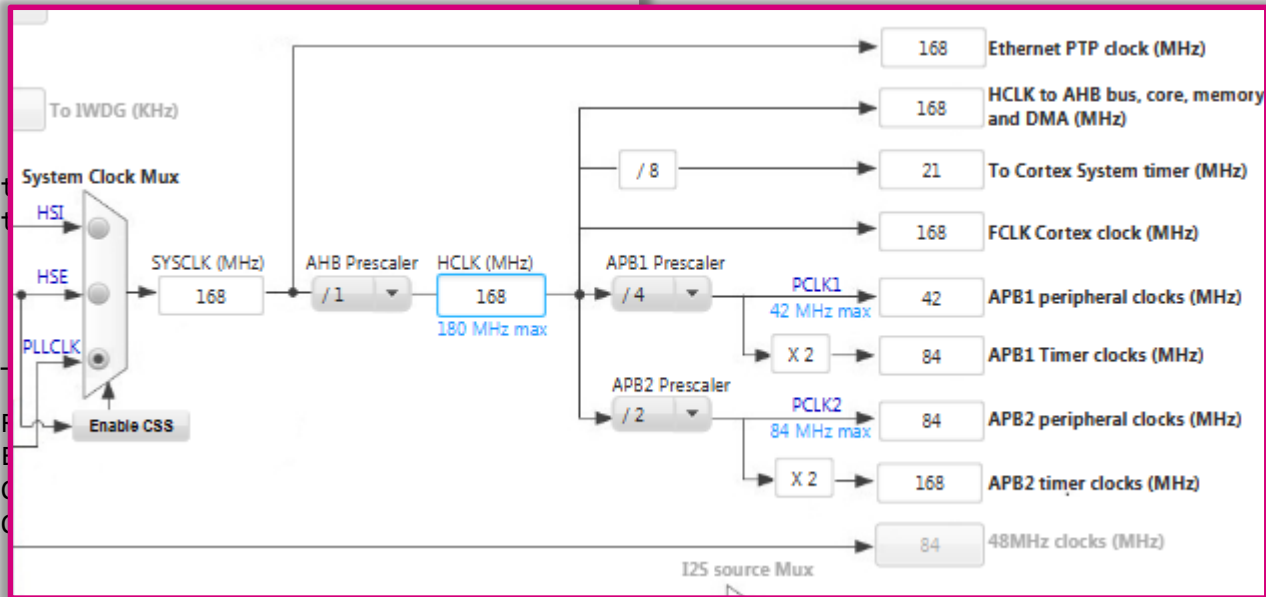 168
Ethernet PTP clock (MHz)
To IWDG (KHz)
168
HCLK to AHB bus, core, memory
and DMA (MHz)
System Clock Mux
/ 8
21
To Cortex System timer (MHz)
HSI
168
FCLK Cortex clock (MHz)
SYSCLK (MHz)
AHB Prescaler
HCLK (MHz)
APB1 Prescaler
HSE
168
/ 1
168
180 MHz max
/ 4
PCLK1
42 MHz max
42
APB1 peripheral clocks (MHz)
PLLCLK
X 2
84
APB1 Timer clocks (MHz)
APB2 Prescaler
Enable CSS
/ 2
PCLK2
84 MHz max
84
APB2 peripheral clocks (MHz)
X 2
168
APB2 timer clocks (MHz)
84
48MHz clocks (MHz)
I2S source Mux